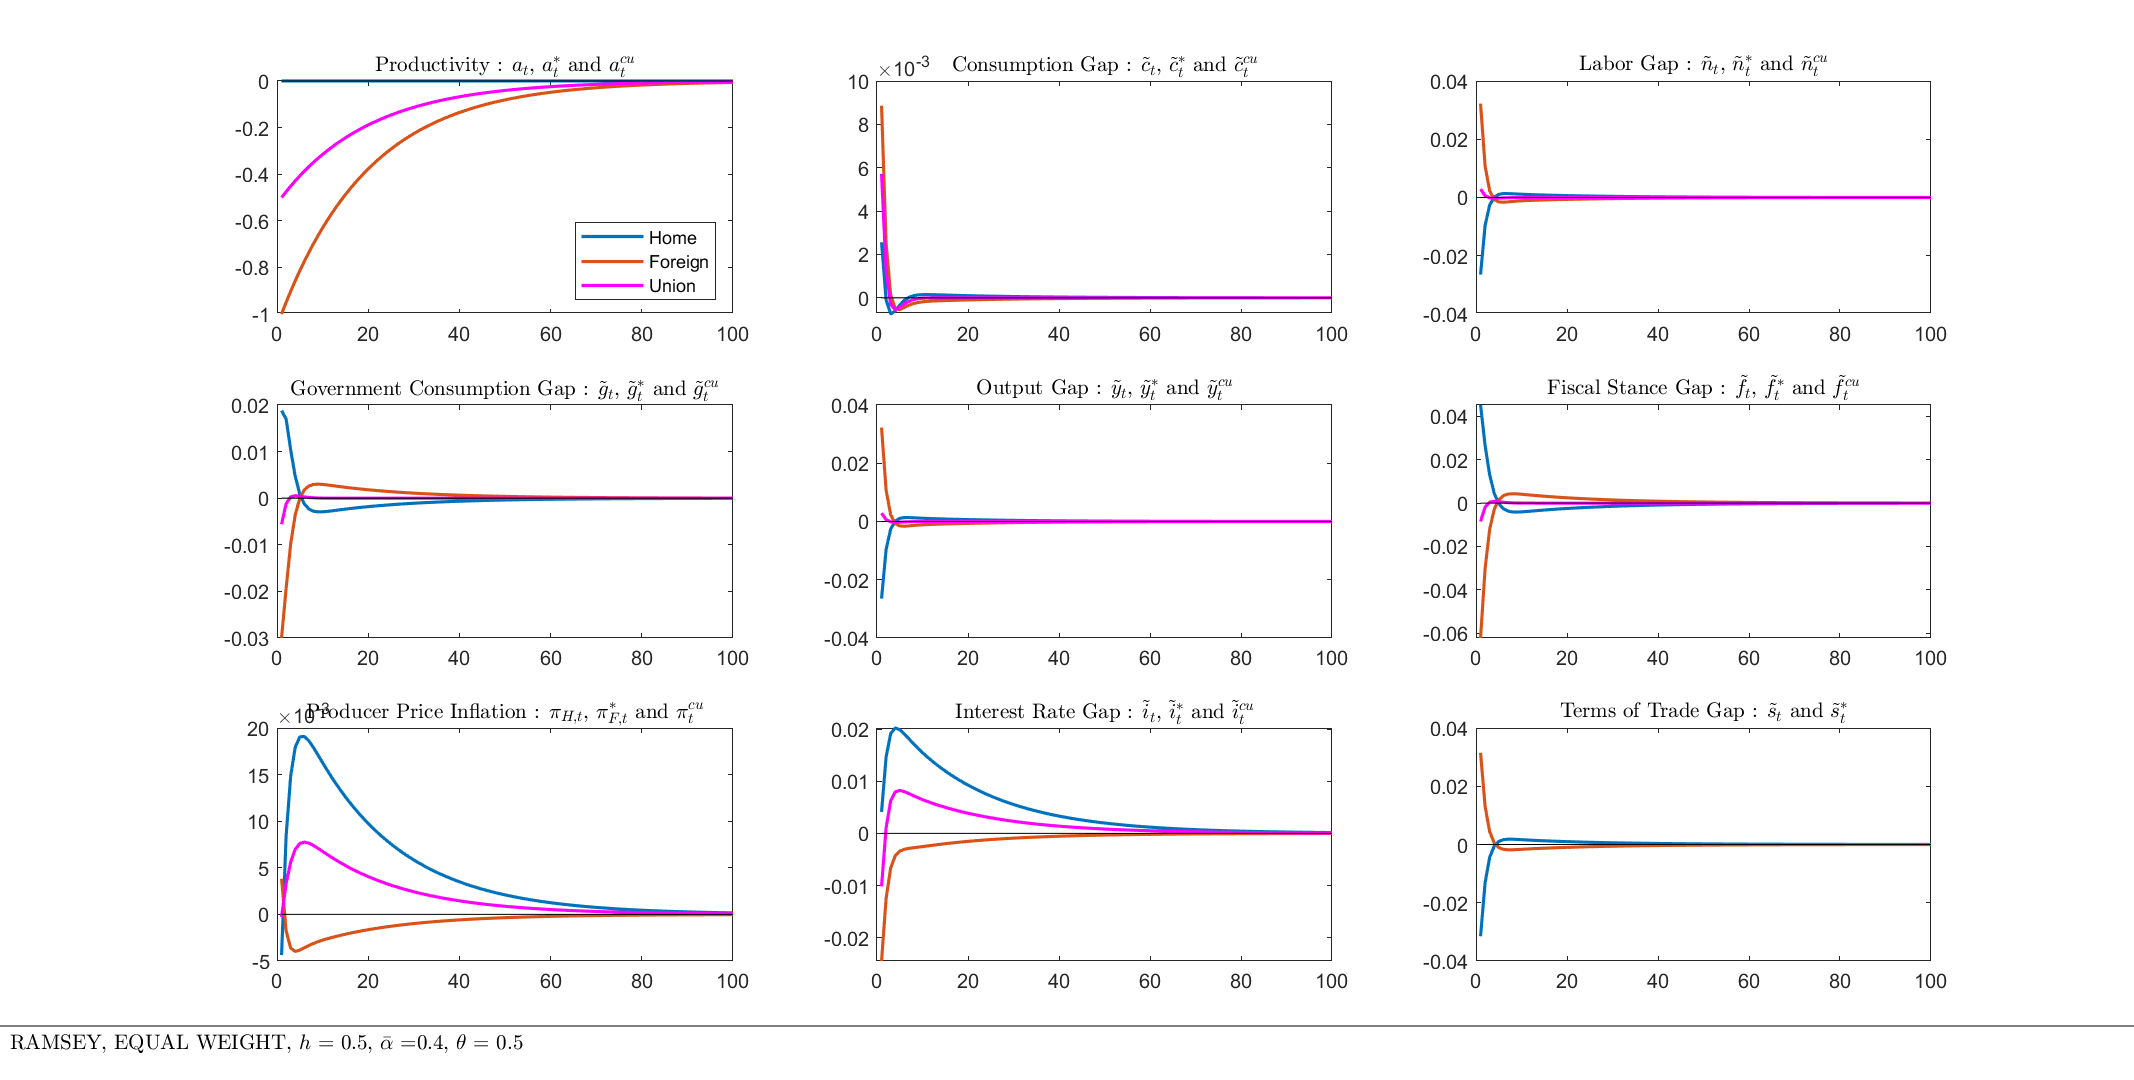 Productivity : a_t, a_t^* and a_t^{cu}
0
-0.2
-0.4
-0.6
-0.8
-1
0 20 40 60 80 100
Home
Foreign
Union
Consumption Gap : c̃_t, c̃_t^* and c̃_t^{cu}
×10^{-3}
10
8
6
4
2
0
0 20 40 60 80 100
Labor Gap : ñ_t, ñ_t^* and ñ_t^{cu}
0.04
0.02
0
-0.02
-0.04
0 20 40 60 80 100
Government Consumption Gap : g̃_t, g̃_t^* and g̃_t^{cu}
0.02
0.01
0
-0.01
-0.02
-0.03
0 20 40 60 80 100
Output Gap : ỹ_t, ỹ_t^* and ỹ_t^{cu}
0.04
0.02
0
-0.02
-0.04
0 20 40 60 80 100
Fiscal Stance Gap : f̃_t, f̃_t^* and f̃_t^{cu}
0.04
0.02
0
-0.02
-0.04
-0.06
0 20 40 60 80 100
Producer Price Inflation : π_{H,t}, π_{F,t}^* and π_t^{cu}
×10^{-3}
20
15
10
5
0
-5
0 20 40 60 80 100
Interest Rate Gap : ĩ_t, ĩ_t^* and ĩ_t^{cu}
0.02
0.01
0
-0.01
-0.02
0 20 40 60 80 100
Terms of Trade Gap : s̃_t and s̃_t^*
0.04
0.02
0
-0.02
-0.04
0 20 40 60 80 100
RAMSEY, EQUAL WEIGHT, h = 0.5, ᾱ =0.4, θ = 0.5